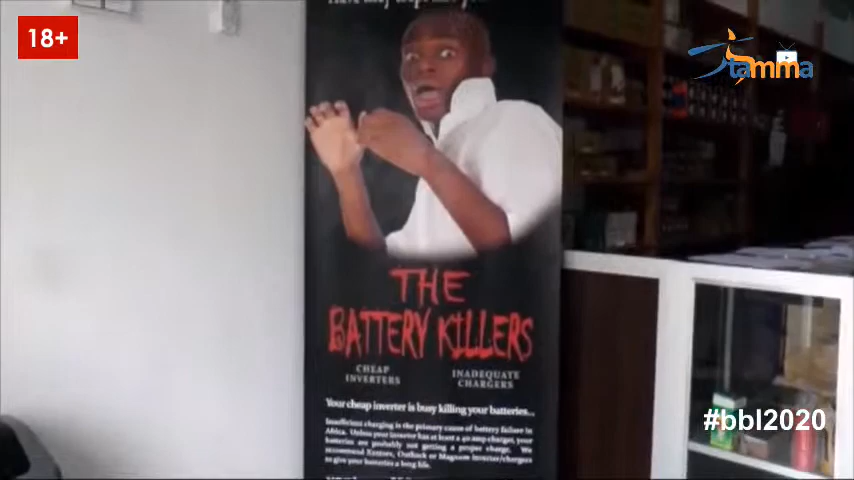 18+
tamma
THE
BATTERY KILLERS
CHEAP
INVERTERS
INADEQUATE
CHARGERS
Your cheap inverter is busy killing your batteries...
Insufficient charging is the primary cause of battery failure in
Africa. Unless your inverter has at least a 40 amp charger, your
batteries are probably not getting a proper charge. We
recommend Xantrex, Outback or Magnum inverter/chargers
to give your batteries a long life.
#bbl2020